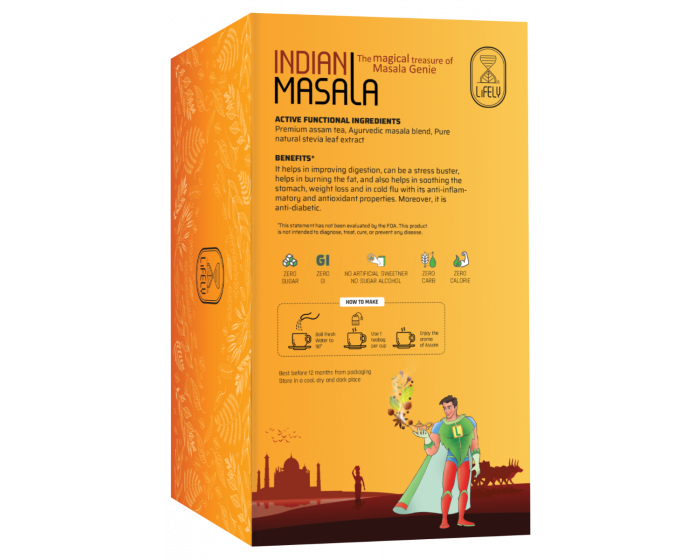 INDIAN
MASALA
The magical treasure of
Masala Genie
LiFELY
ACTIVE FUNCTIONAL INGREDIENTS
Premium assam tea, Ayurvedic masala blend, Pure
natural stevia leaf extract
BENEFITS*
It helps in improving digestion, can be a stress buster,
helps in burning the fat, and also helps in soothing the
stomach, weight loss and in cold flu with its anti-inflam-
matory and antioxidant properties. Moreover, it is
anti-diabetic.
*This statement has not been evaluated by the FDA. This product
is not intended to diagnose, treat, cure, or prevent any disease.
GI
ZERO
SUGAR
ZERO
GI
NO ARTIFICIAL SWEETNER
NO SUGAR ALCOHOL
ZERO
CARB
ZERO
CALORIE
HOW TO MAKE
Boil fresh
Water to
90°
Use 1
teabag
per cup
Enjoy the
aroma
of Assam
Best before 12 months from packaging
Store in a cool, dry and dark place
LiFELY
L